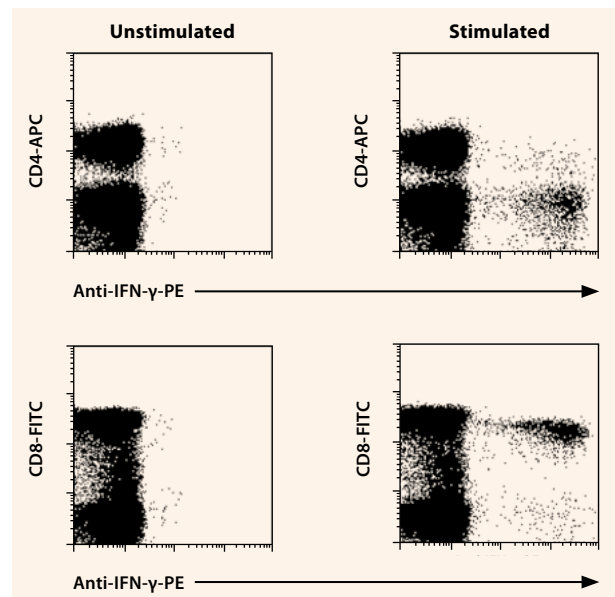 Unstimulated
Stimulated
CD4-APC
CD4-APC
Anti-IFN-γ-PE
CD8-FITC
CD8-FITC
Anti-IFN-γ-PE